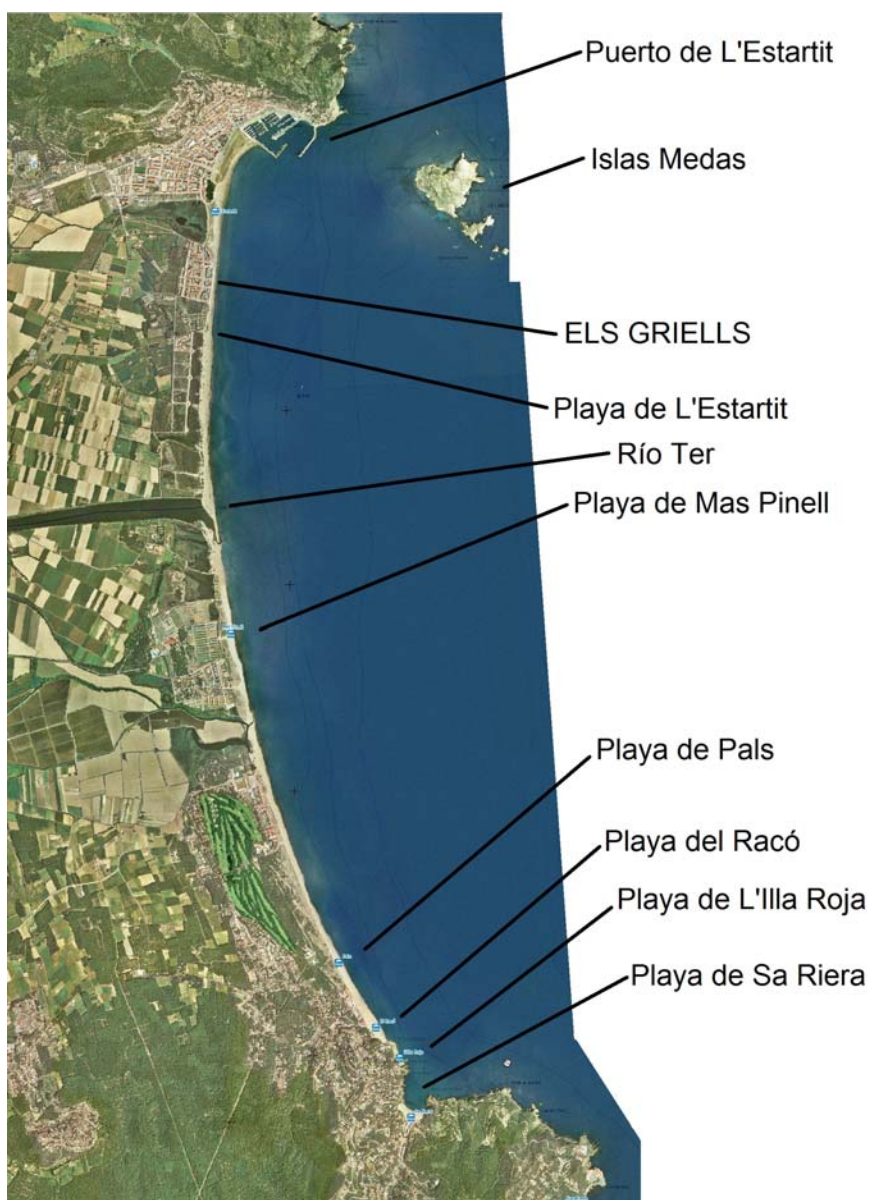 Puerto de L'Estartit
Islas Medas
ELS GRIELLS
Playa de L'Estartit
Río Ter
Playa de Mas Pinell
Playa de Pals
Playa del Racó
Playa de L'Illa Roja
Playa de Sa Riera